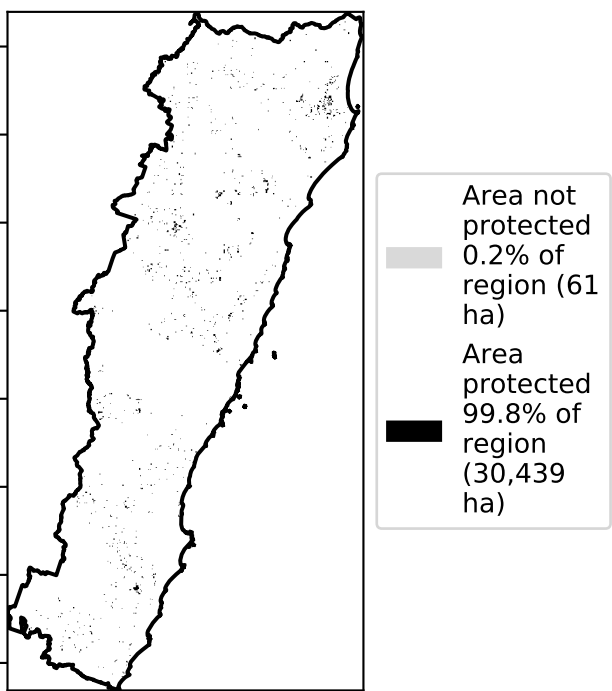 Area not
protected
0.2% of
region (61
ha)
Area
protected
99.8% of
region
(30,439
ha)